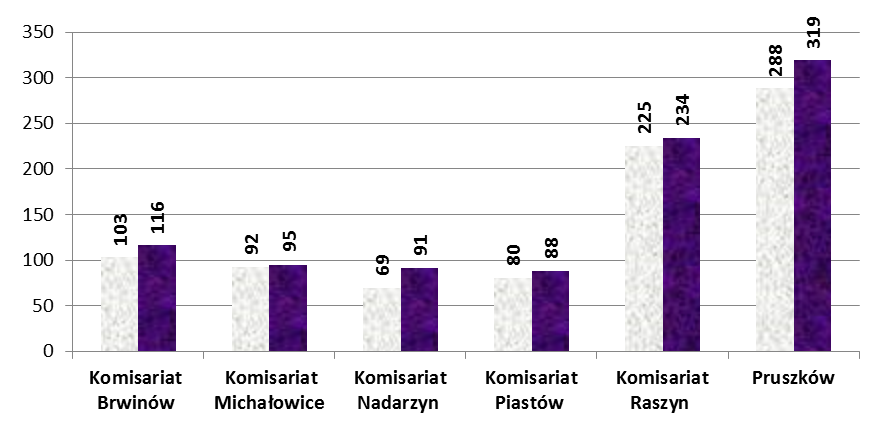 350
300
250
200
150
100
50
0
103
116
92
95
69
91
80
88
225
234
288
319
Komisariat
Brwinów
Komisariat
Michałowice
Komisariat
Nadarzyn
Komisariat
Piastów
Komisariat
Raszyn
Pruszków